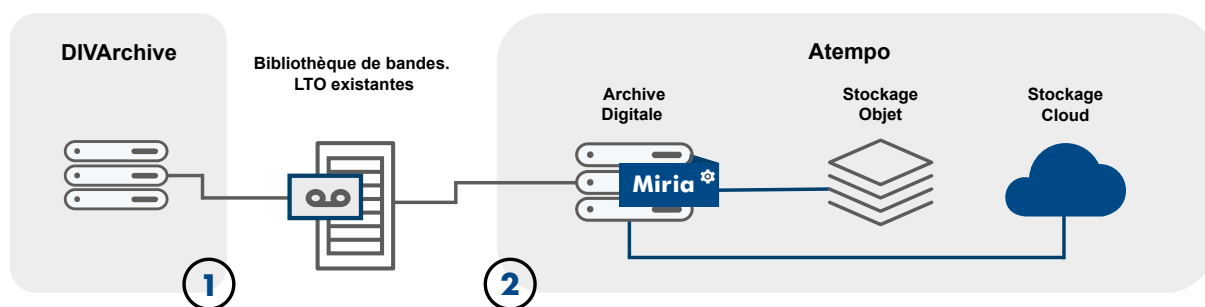 DIVArchive
Bibliothèque de bandes.
LTO existantes
Atempo
Archive
Digitale
Stockage
Objet
Stockage
Cloud
Miria
1
2